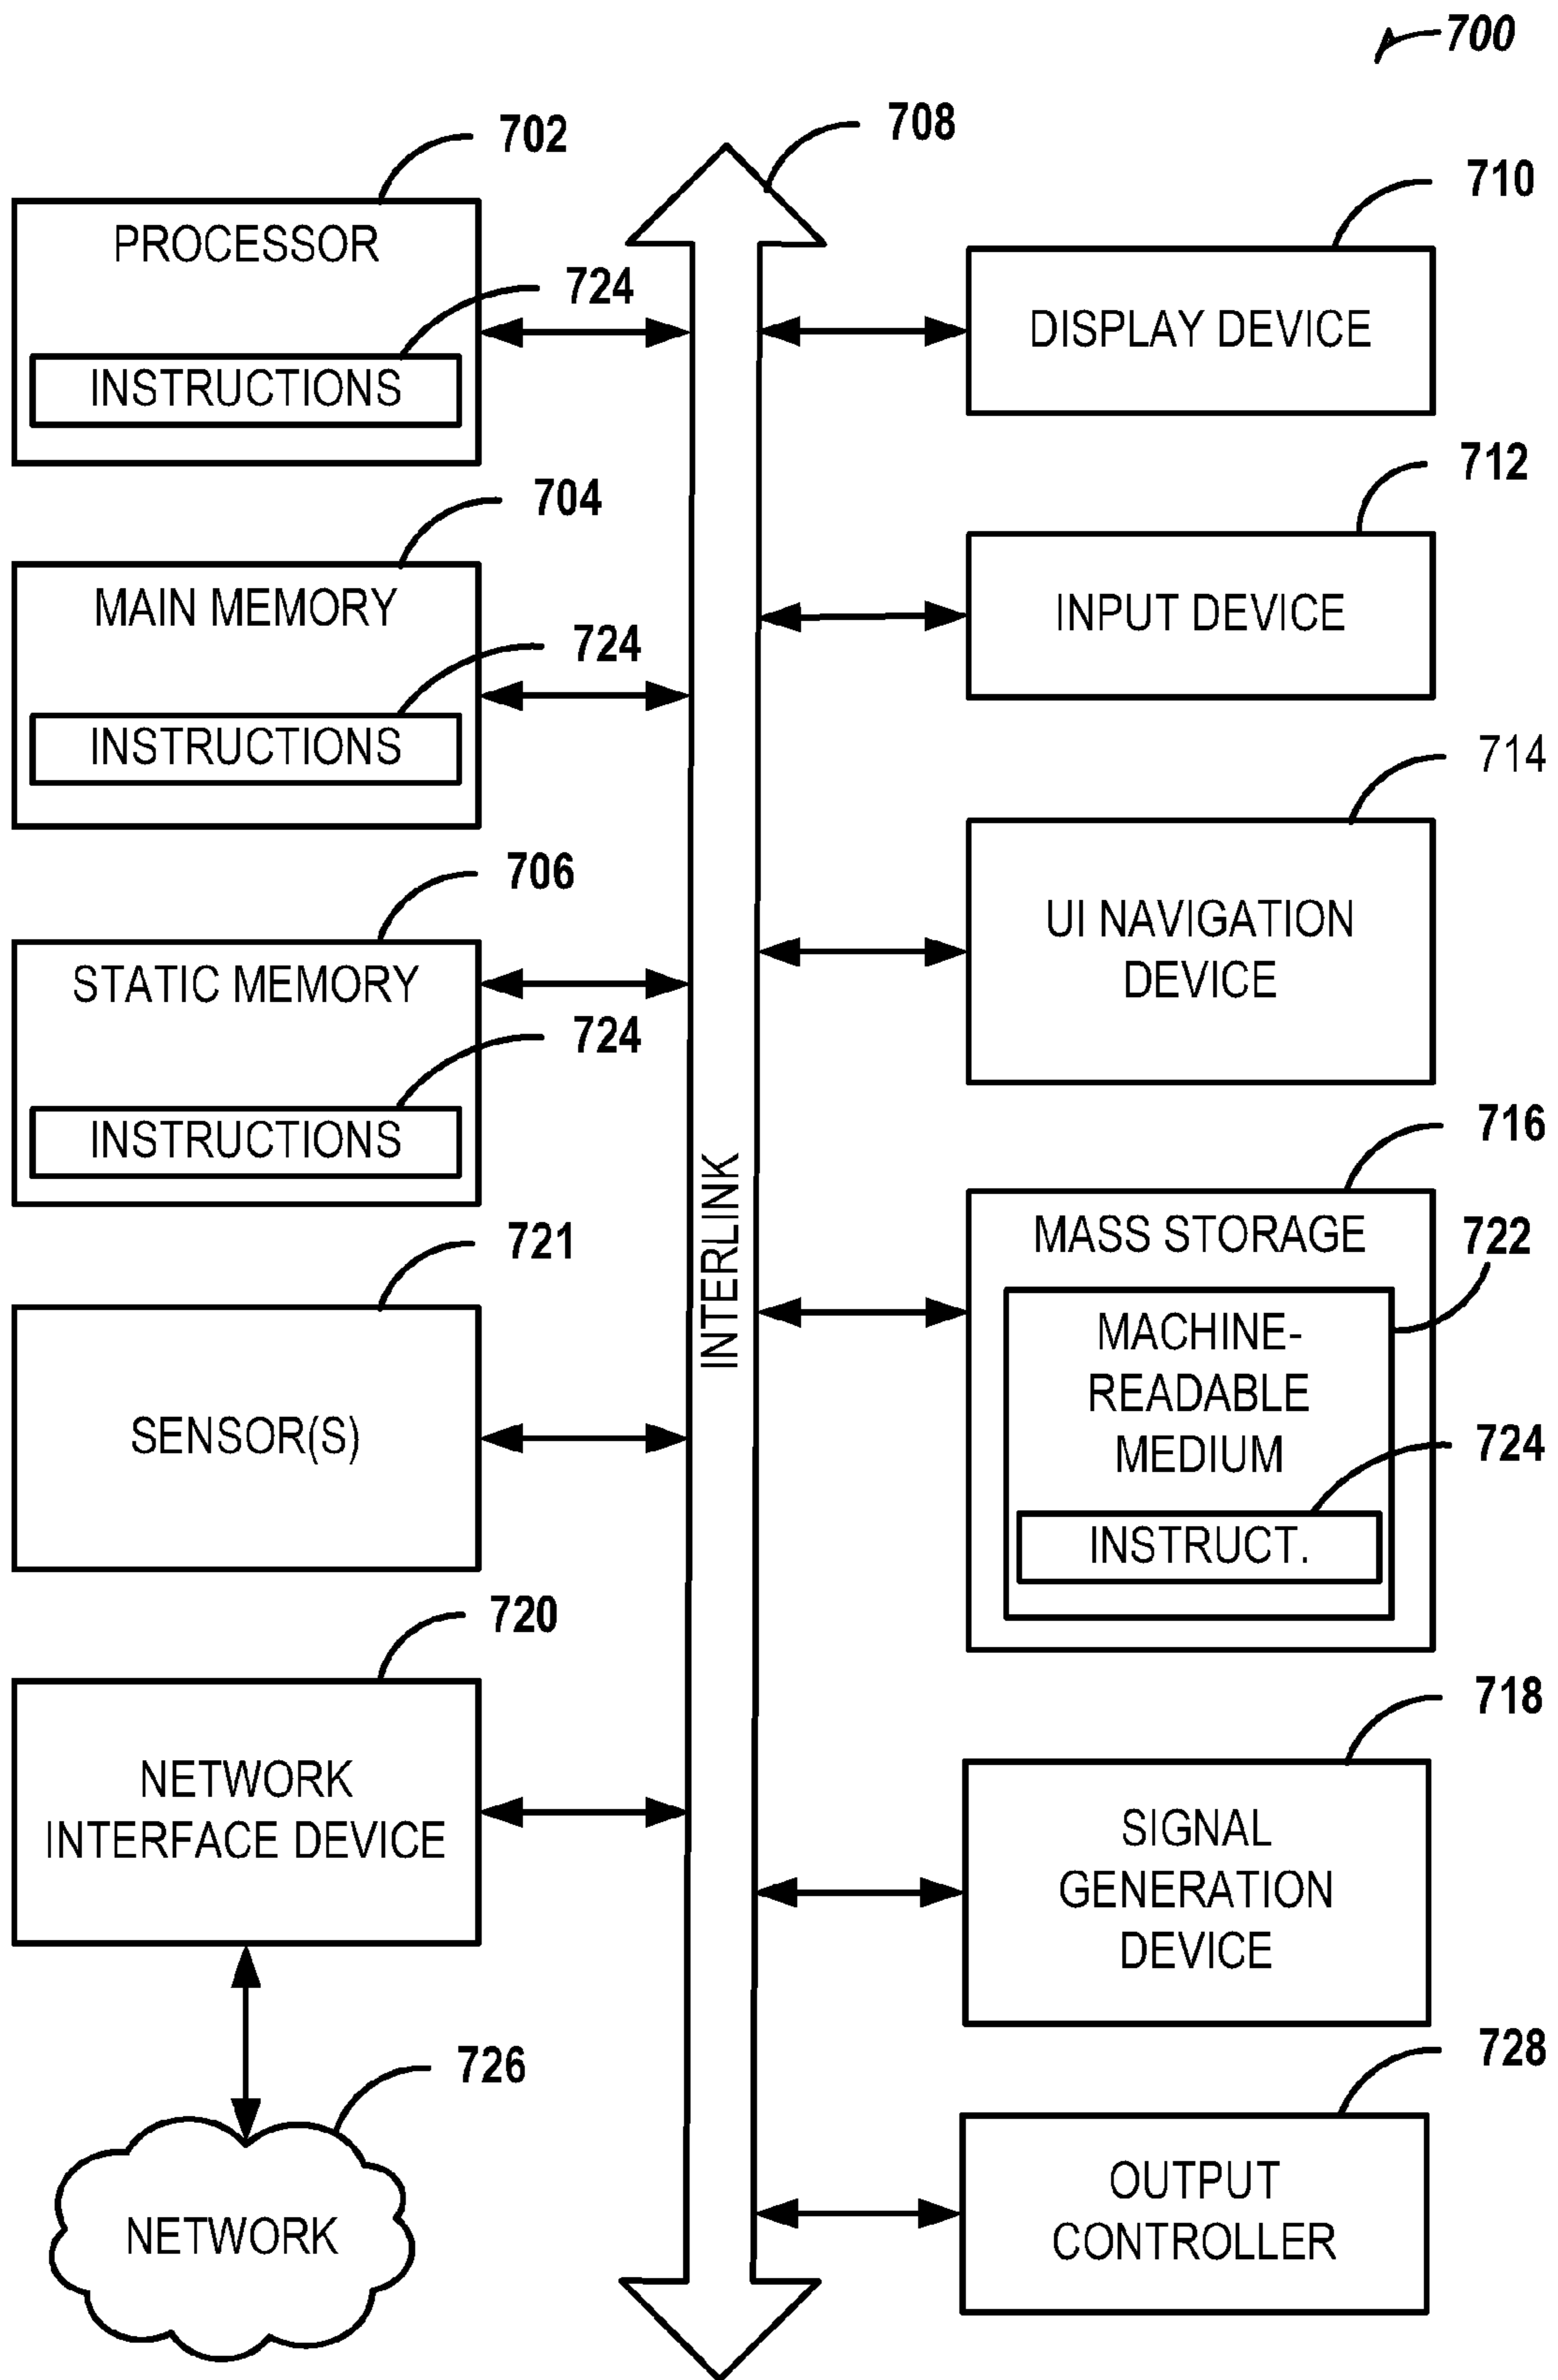 700
708
702
PROCESSOR
724
INSTRUCTIONS
704
MAIN MEMORY
724
INSTRUCTIONS
706
STATIC MEMORY
724
INSTRUCTIONS
721
SENSOR(S)
720
NETWORK
INTERFACE DEVICE
726
NETWORK
INTERLINK
710
DISPLAY DEVICE
712
INPUT DEVICE
714
UI NAVIGATION
DEVICE
716
MASS STORAGE
722
MACHINE-
READABLE
MEDIUM
724
INSTRUCT.
718
SIGNAL
GENERATION
DEVICE
728
OUTPUT
CONTROLLER